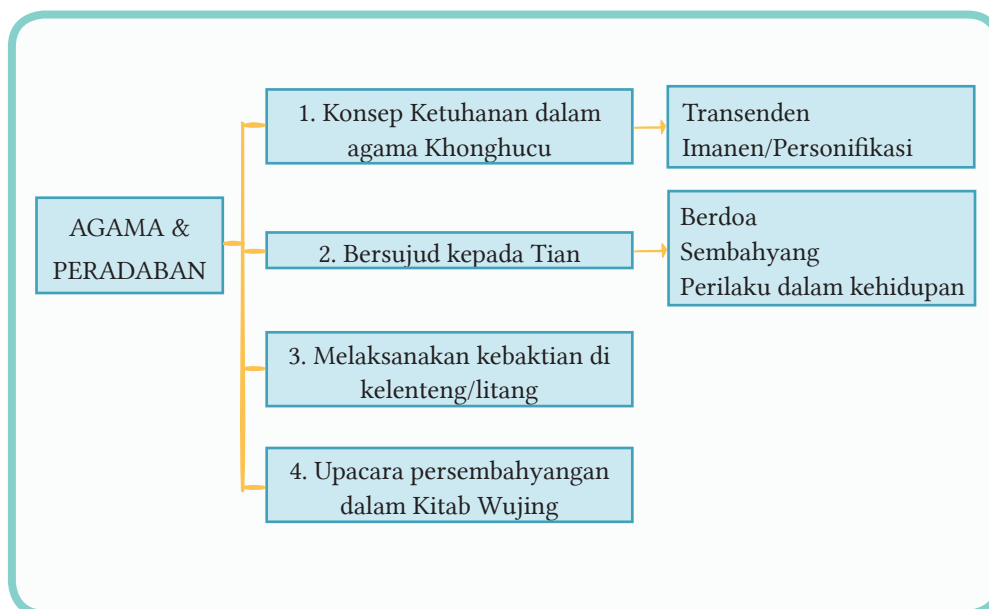 AGAMA &
PERADABAN
1. Konsep Ketuhanan dalam
agama Khonghucu
Transenden
Imanen/Personifikasi
2. Bersujud kepada Tian
Berdoa
Sembahyang
Perilaku dalam kehidupan
3. Melaksanakan kebaktian di
kelenteng/litang
4. Upacara persembahyangan
dalam Kitab Wujing